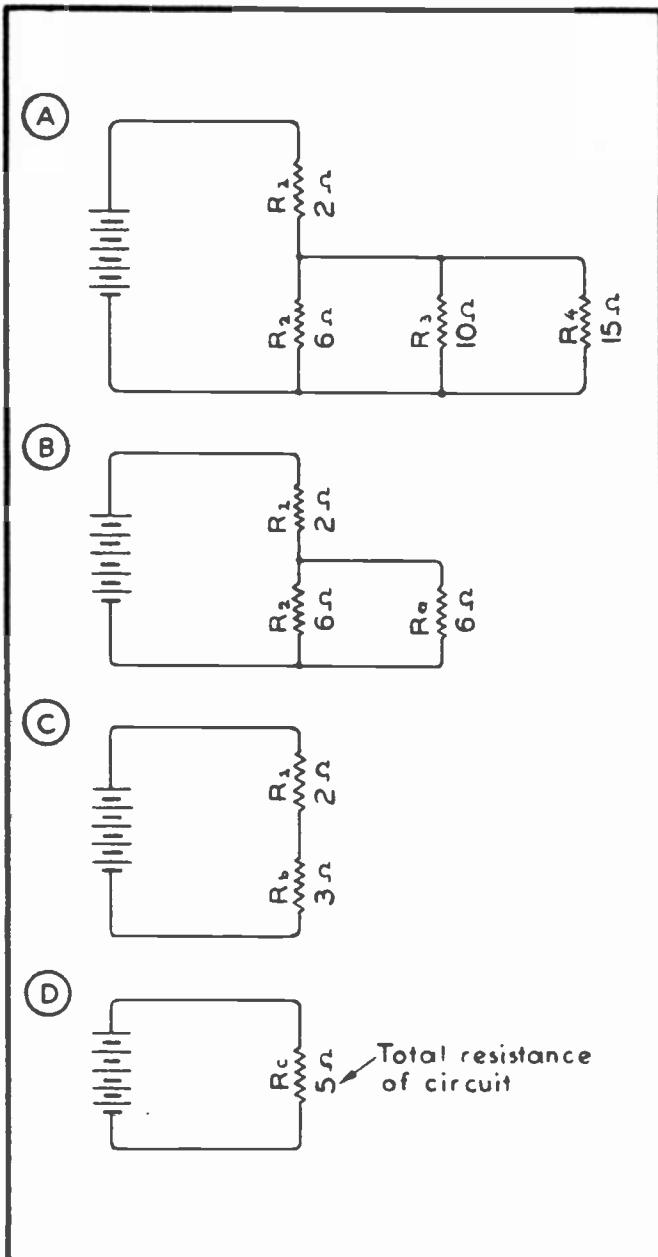 A
R₁
2Ω
R₂
6Ω
R₃
10Ω
R₄
15Ω
B
R₁
2Ω
R₂
6Ω
Ra
6Ω
C
R₁
2Ω
Rb
3Ω
D
Rc
5Ω
Total resistance
of circuit